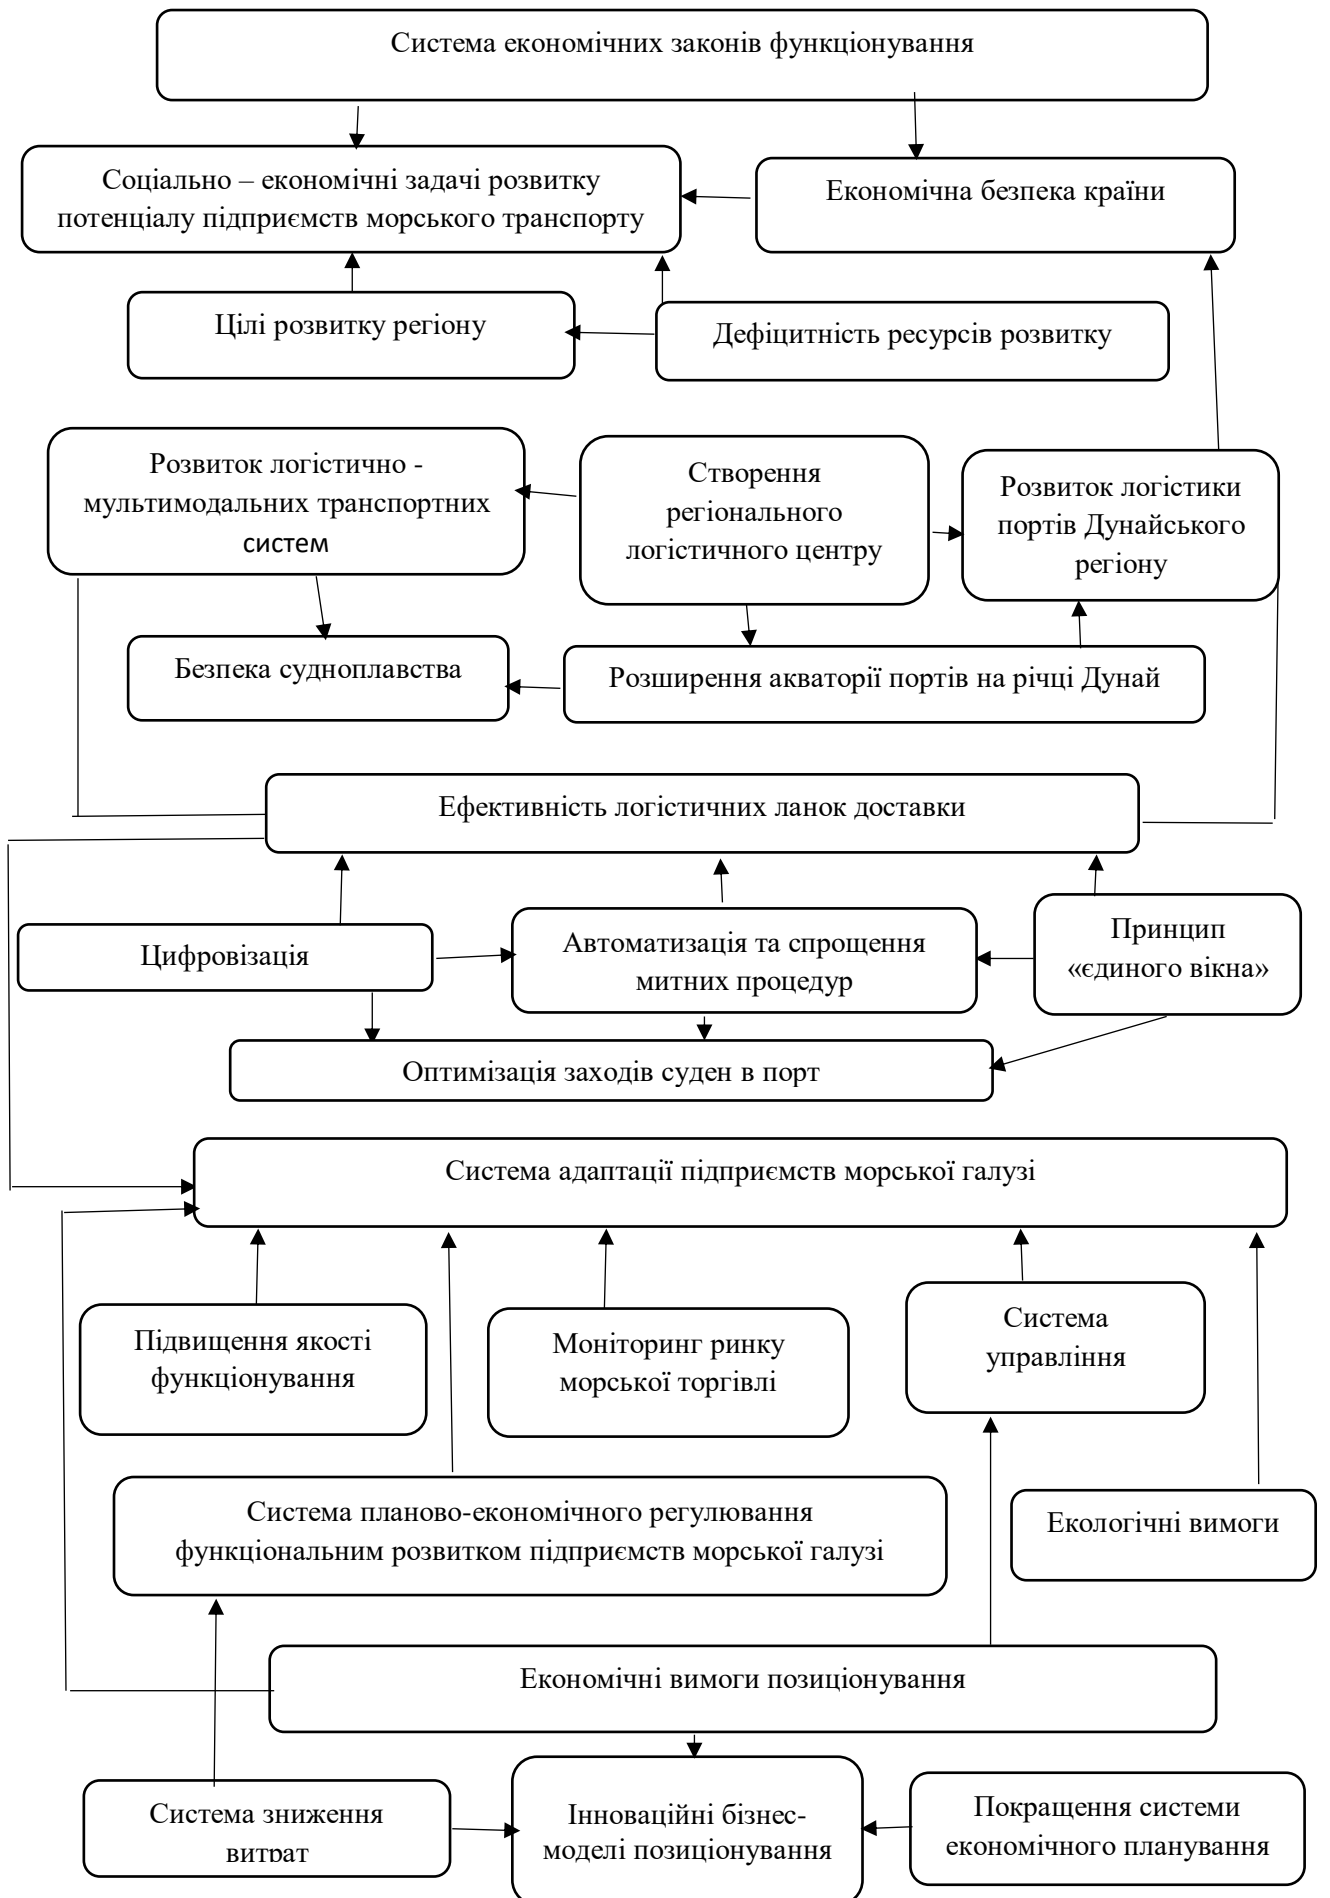 Система економічних законів функціонування
Соціально – економічні задачі розвитку
потенціалу підприємств морського транспорту
Економічна безпека країни
Цілі розвитку регіону
Дефіцитність ресурсів розвитку
Розвиток логістично -
мультимодальних транспортних
систем
Створення
регіонального
логістичного центру
Розвиток логістики
портів Дунайського
регіону
Безпека судноплавства
Розширення акваторії портів на річці Дунай
Ефективність логістичних ланок доставки
Цифровізація
Автоматизація та спрощення
митних процедур
Принцип
«єдиного вікна»
Оптимізація заходів суден в порт
Система адаптації підприємств морської галузі
Підвищення якості
функціонування
Моніторинг ринку
морської торгівлі
Система
управління
Система планово-економічного регулювання
функціональним розвитком підприємств морської галузі
Екологічні вимоги
Економічні вимоги позиціонування
Система зниження
витрат
Інноваційні бізнес-
моделі позиціонування
Покращення системи
економічного планування